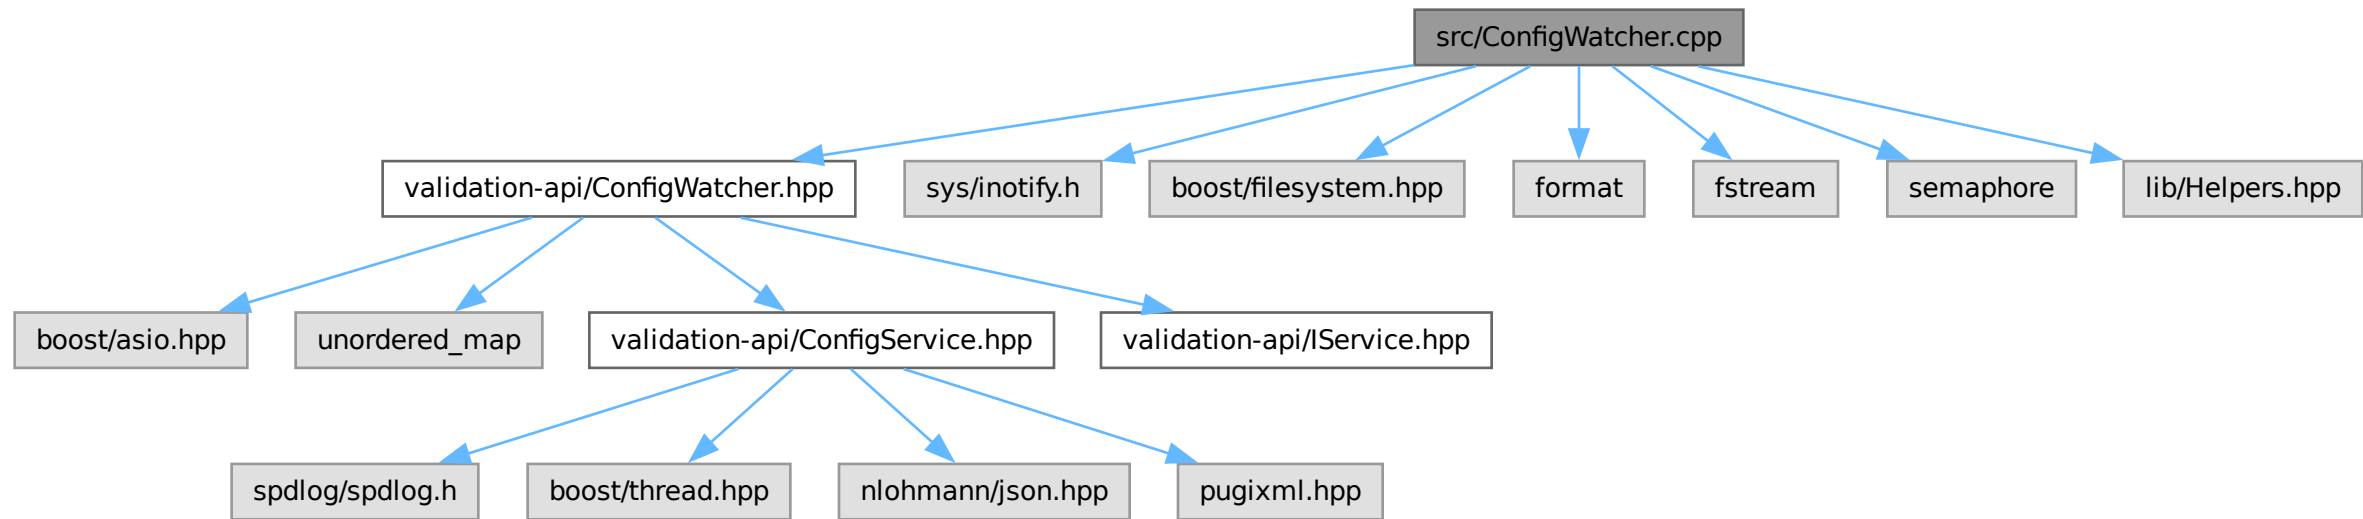 src/ConfigWatcher.cpp
validation-api/ConfigWatcher.hpp
sys/inotify.h
boost/filesystem.hpp
format
fstream
semaphore
lib/Helpers.hpp
boost/asio.hpp
unordered_map
validation-api/ConfigService.hpp
validation-api/IService.hpp
spdlog/spdlog.h
boost/thread.hpp
nlohmann/json.hpp
pugixml.hpp